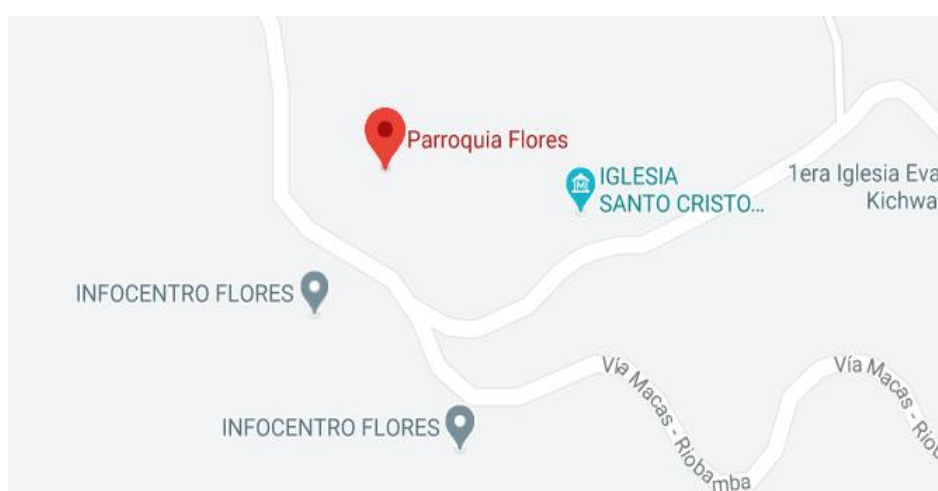 Parroquia Flores
IGLESIA
SANTO CRISTO...
1era Iglesia Eva
Kichwa
INFOCENTRO FLORES
Vía Macas - Riobamba
Vía Macas - Rio
INFOCENTRO FLORES